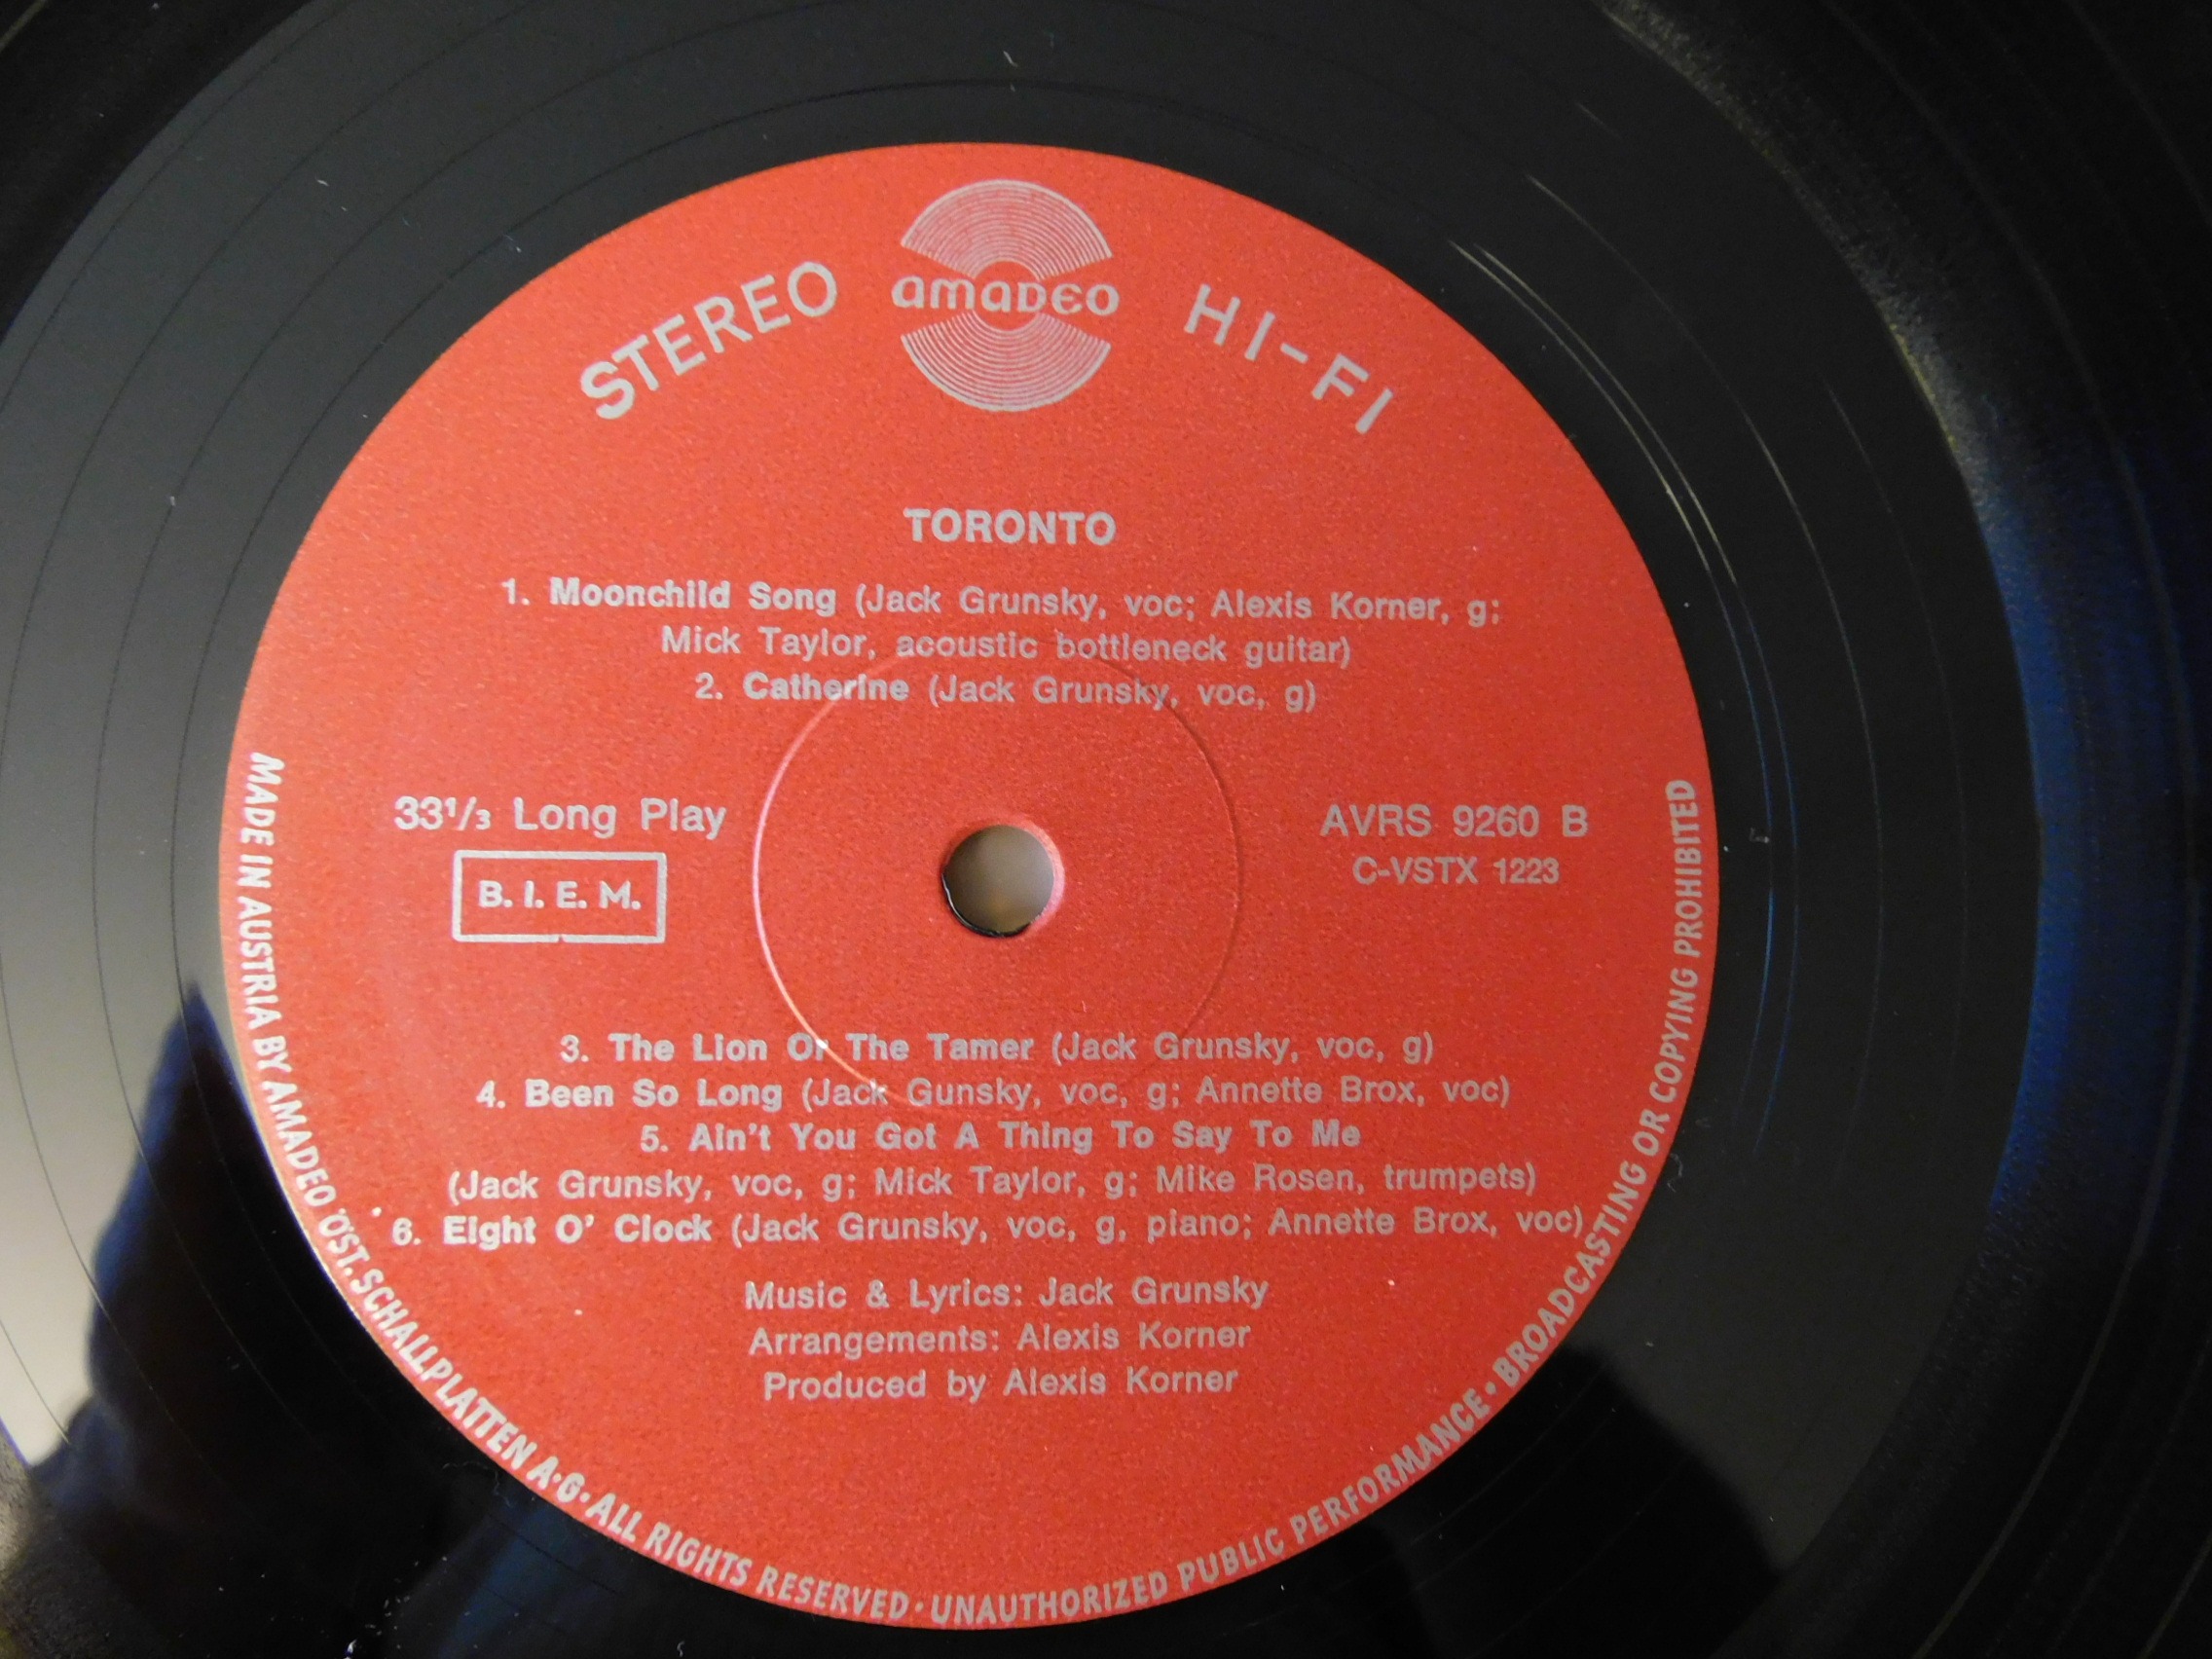 STEREO amadeo HI-FI
TORONTO
1. Moonchild Song (Jack Grunsky, voc; Alexis Korner, g;
Mick Taylor, acoustic bottleneck guitar)
2. Catherine (Jack Grunsky, voc, g)
33¹/₃ Long Play
B. I. E. M.
AVRS 9260 B
C-VSTX 1223
3. The Lion Or The Tamer (Jack Grunsky, voc, g)
4. Been So Long (Jack Gunsky, voc, g; Annette Brox, voc)
5. Ain't You Got A Thing To Say To Me
(Jack Grunsky, voc, g; Mick Taylor, g; Mike Rosen, trumpets)
6. Eight O' Clock (Jack Grunsky, voc, g, piano; Annette Brox, voc)
Music & Lyrics: Jack Grunsky
Arrangements: Alexis Korner
Produced by Alexis Korner
MADE IN AUSTRIA BY AMADEO ÖST. SCHALLPLATTEN A·G· ALL RIGHTS RESERVED · UNAUTHORIZED PUBLIC PERFORMANCE · BROADCASTING OR COPYING PROHIBITED